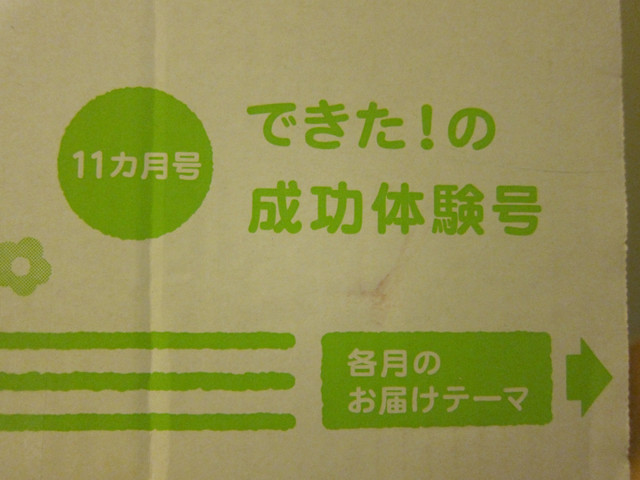 11カ月号
できた!の
成功体験号
各月の
お届けテーマ